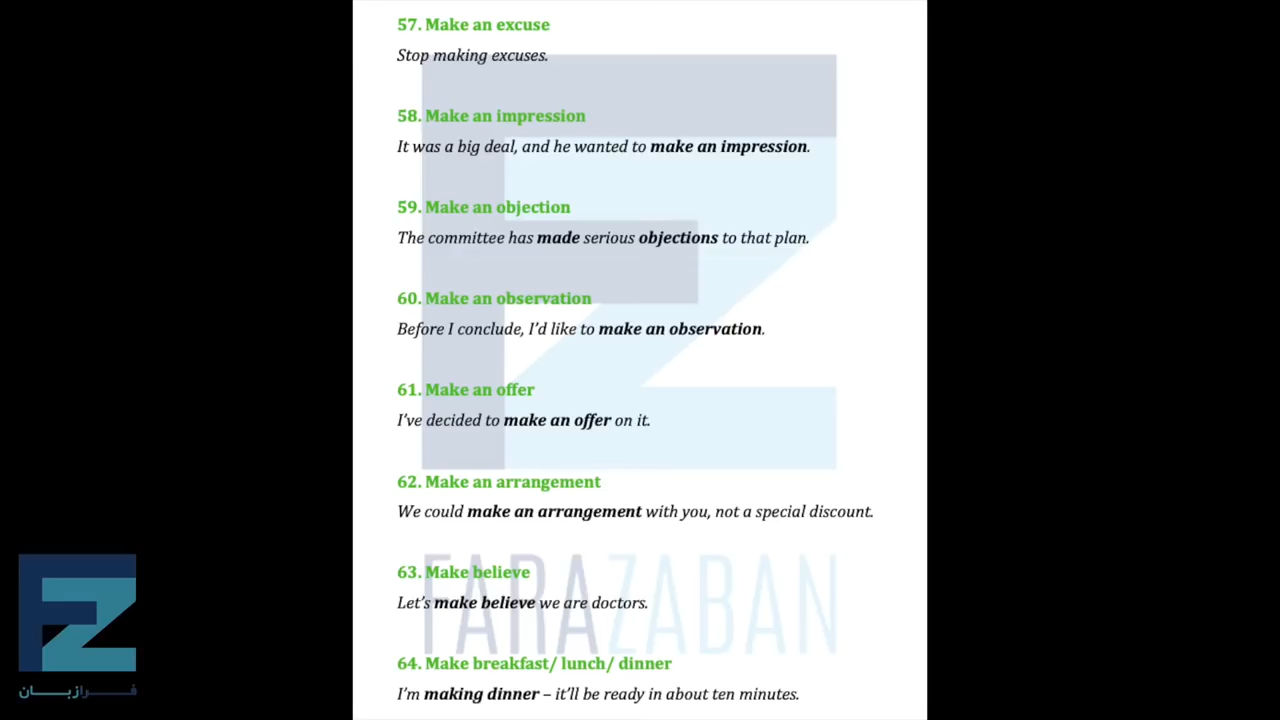 57. Make an excuse
Stop making excuses.
58. Make an impression
It was a big deal, and he wanted to make an impression.
59. Make an objection
The committee has made serious objections to that plan.
60. Make an observation
Before I conclude, I’d like to make an observation.
61. Make an offer
I’ve decided to make an offer on it.
62. Make an arrangement
We could make an arrangement with you, not a special discount.
63. Make believe
Let’s make believe we are doctors.
64. Make breakfast/ lunch/ dinner
I’m making dinner – it’ll be ready in about ten minutes.
FARAZABAN
FZ
فرازبان